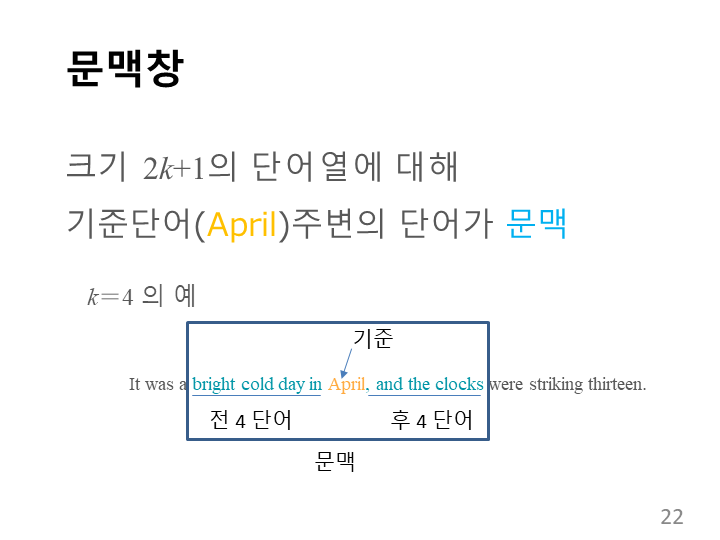 문맥창
크기 2k+1의 단어열에 대해
기준단어(April)주변의 단어가 문맥
k=4 의 예
기준
It was a bright cold day in April, and the clocks were striking thirteen.
전 4 단어 후 4 단어
문맥
22